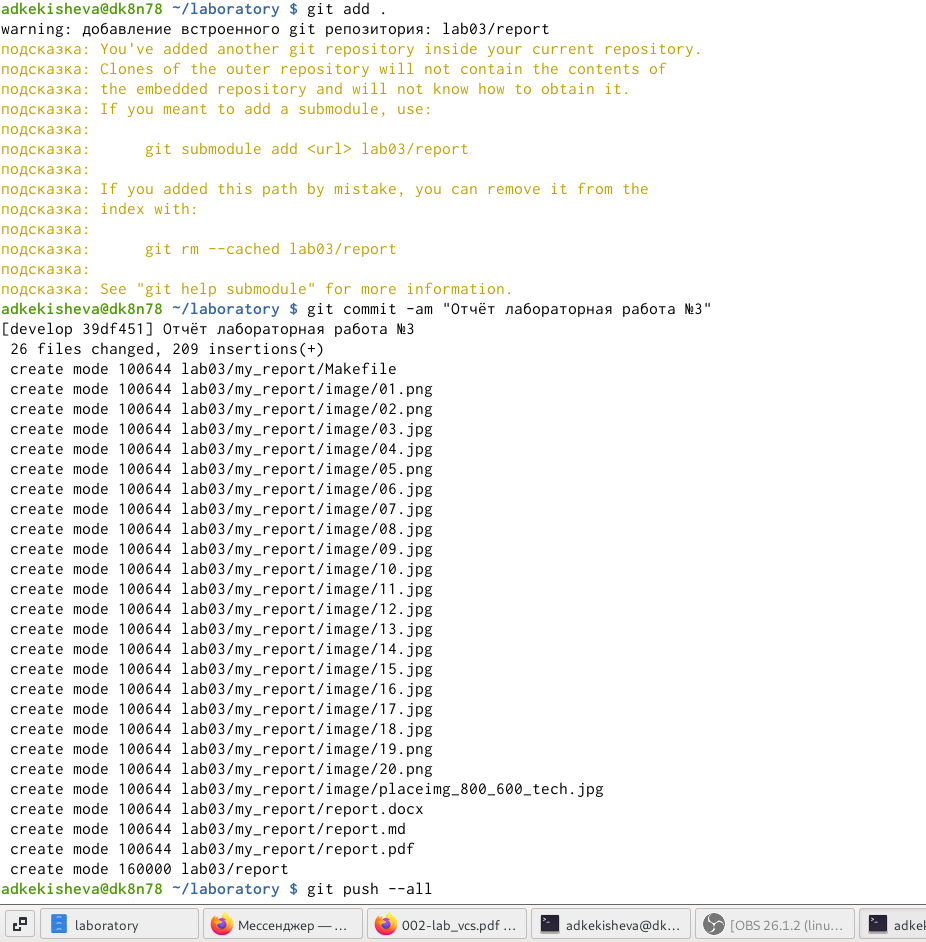 adkekisheva@dk8n78 ~/laboratory $ git add .
warning: добавление встроенного git репозитория: lab03/report
подсказка: You've added another git repository inside your current repository.
подсказка: Clones of the outer repository will not contain the contents of
подсказка: the embedded repository and will not know how to obtain it.
подсказка: If you meant to add a submodule, use:
подсказка:
подсказка:      git submodule add <url> lab03/report
подсказка:
подсказка: If you added this path by mistake, you can remove it from the
подсказка: index with:
подсказка:
подсказка:      git rm --cached lab03/report
подсказка:
подсказка: See "git help submodule" for more information.
adkekisheva@dk8n78 ~/laboratory $ git commit -am "Отчёт лабораторная работа №3"
[develop 39df451] Отчёт лабораторная работа №3
 26 files changed, 209 insertions(+)
 create mode 100644 lab03/my_report/Makefile
 create mode 100644 lab03/my_report/image/01.png
 create mode 100644 lab03/my_report/image/02.png
 create mode 100644 lab03/my_report/image/03.jpg
 create mode 100644 lab03/my_report/image/04.jpg
 create mode 100644 lab03/my_report/image/05.png
 create mode 100644 lab03/my_report/image/06.jpg
 create mode 100644 lab03/my_report/image/07.jpg
 create mode 100644 lab03/my_report/image/08.jpg
 create mode 100644 lab03/my_report/image/09.jpg
 create mode 100644 lab03/my_report/image/10.jpg
 create mode 100644 lab03/my_report/image/11.jpg
 create mode 100644 lab03/my_report/image/12.jpg
 create mode 100644 lab03/my_report/image/13.jpg
 create mode 100644 lab03/my_report/image/14.jpg
 create mode 100644 lab03/my_report/image/15.jpg
 create mode 100644 lab03/my_report/image/16.jpg
 create mode 100644 lab03/my_report/image/17.jpg
 create mode 100644 lab03/my_report/image/18.jpg
 create mode 100644 lab03/my_report/image/19.png
 create mode 100644 lab03/my_report/image/20.png
 create mode 100644 lab03/my_report/image/placeimg_800_600_tech.jpg
 create mode 100644 lab03/my_report/report.docx
 create mode 100644 lab03/my_report/report.md
 create mode 100644 lab03/my_report/report.pdf
 create mode 160000 lab03/report
adkekisheva@dk8n78 ~/laboratory $ git push --all
laboratory Мессенджер — ... 002-lab_vcs.pdf ... adkekisheva@dk... [OBS 26.1.2 (linu... adkek